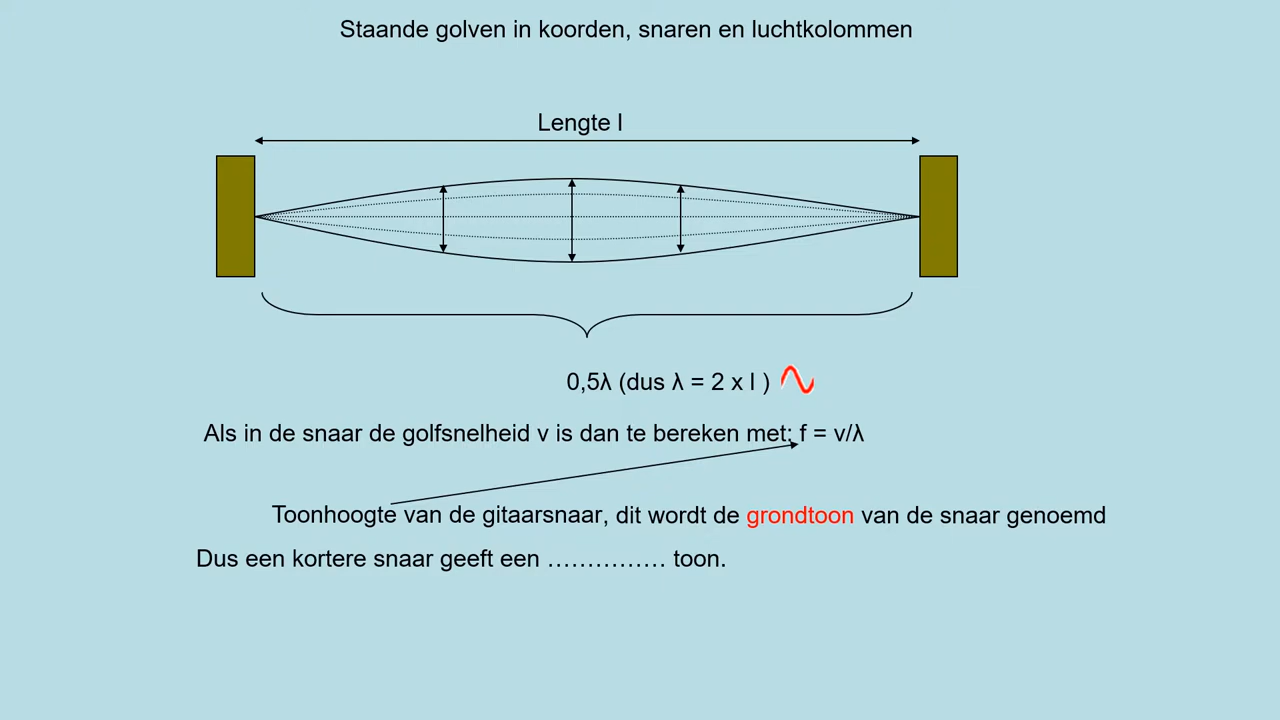 Staande golven in koorden, snaren en luchtkolommen
Lengte l
0,5λ (dus λ = 2 x l )
Als in de snaar de golfsnelheid v is dan te bereken met; f = v/λ
Toonhoogte van de gitaarsnaar, dit wordt de grondtoon van de snaar genoemd
Dus een kortere snaar geeft een …………… toon.